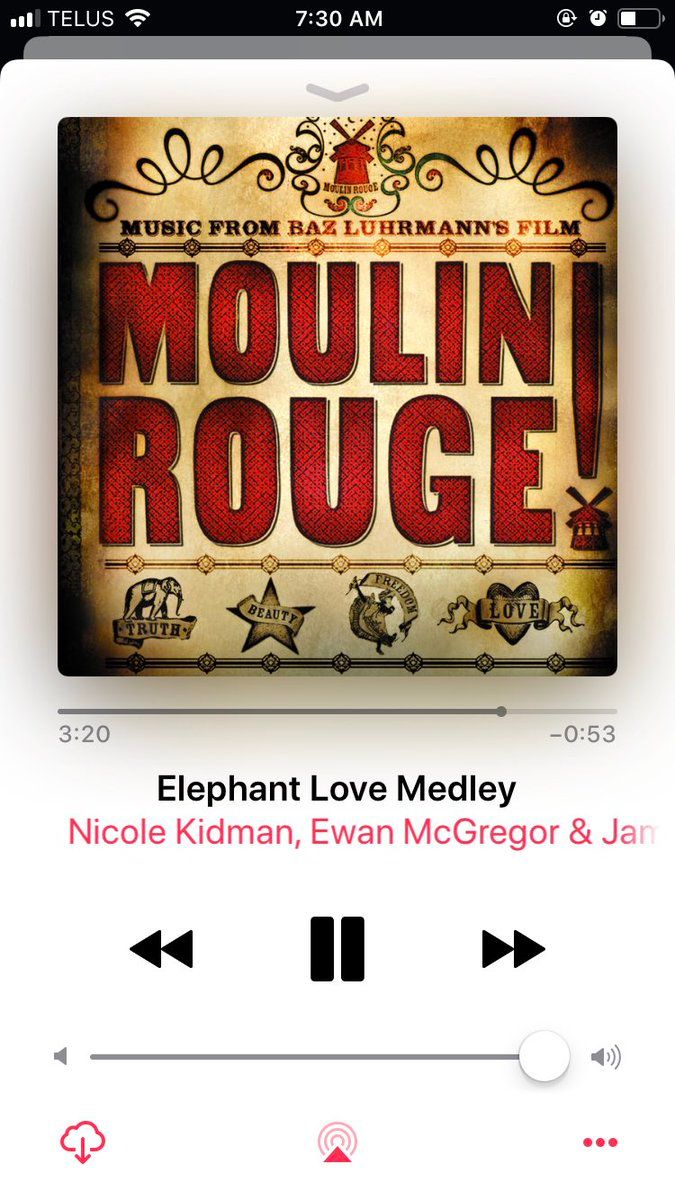 TELUS 7:30 AM
MOULIN ROUGE
MUSIC FROM BAZ LUHRMANN'S FILM
MOULIN
ROUGE!
TRUTH BEAUTY FREEDOM LOVE
3:20 −0:53
Elephant Love Medley
Nicole Kidman, Ewan McGregor & Jam